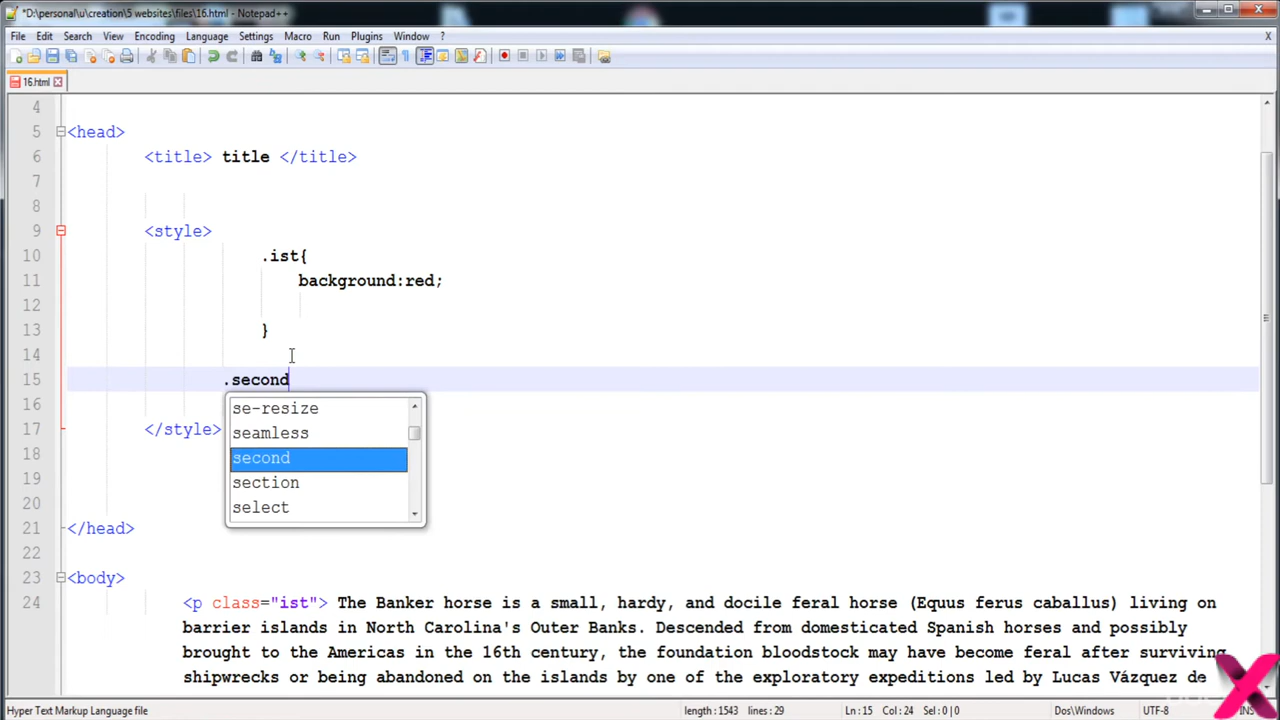 *D:\personal\u\creation\5 websites\files\16.html - Notepad++
File Edit Search View Encoding Language Settings Macro Run Plugins Window ? X
16.html
4
5 <head>
6 <title> title </title>
7
8
9 <style>
10 .ist{
11 background:red;
12
13 }
14
15 .second
16
se-resize
seamless
17 </style>
18 second
19 section
20 select
21 </head>
22
23 <body>
24 <p class="ist"> The Banker horse is a small, hardy, and docile feral horse (Equus ferus caballus) living on
barrier islands in North Carolina's Outer Banks. Descended from domesticated Spanish horses and possibly
brought to the Americas in the 16th century, the foundation bloodstock may have become feral after surviving
shipwrecks or being abandoned on the islands by one of the exploratory expeditions led by Lucas Vázquez de
Hyper Text Markup Language file length : 1543 lines : 29 Ln : 15 Col : 24 Sel : 0 | 0 Dos\Windows UTF-8 INS